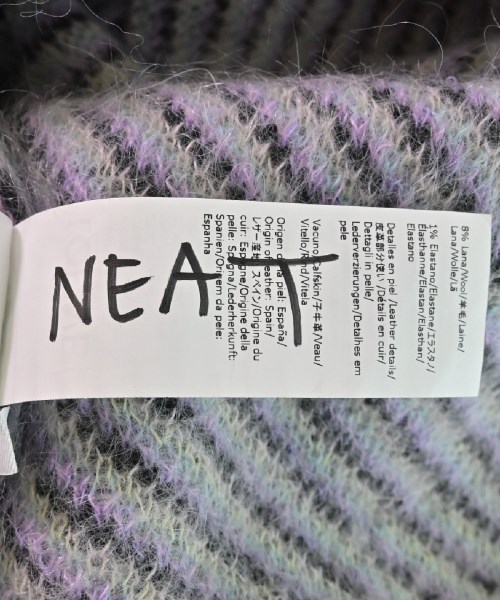 8% Lana/Wool/羊毛/Laine/
Lana/Wolle/Lã
1% Elastano/Elastane/エラスタン/
Elasthanne/Elastan/Elasthan/
Elastano
Detalles en piel /Leather details/
皮革部分使い/Détails en cuir/
Dettagli in pelle/
Lederverzierungen/Detalhes em
pele
Vacuno/Calfskin/子牛革/Veau/
Vitello/Rind/Vitela
Origen de la piel: España/
Origin of leather: Spain/
レザー産地: スペイン/Origine du
cuir: Espagne/Origine della
pelle: Spagna/Lederherkunft:
Spanien/Origem da pele:
Espanha
NEAT